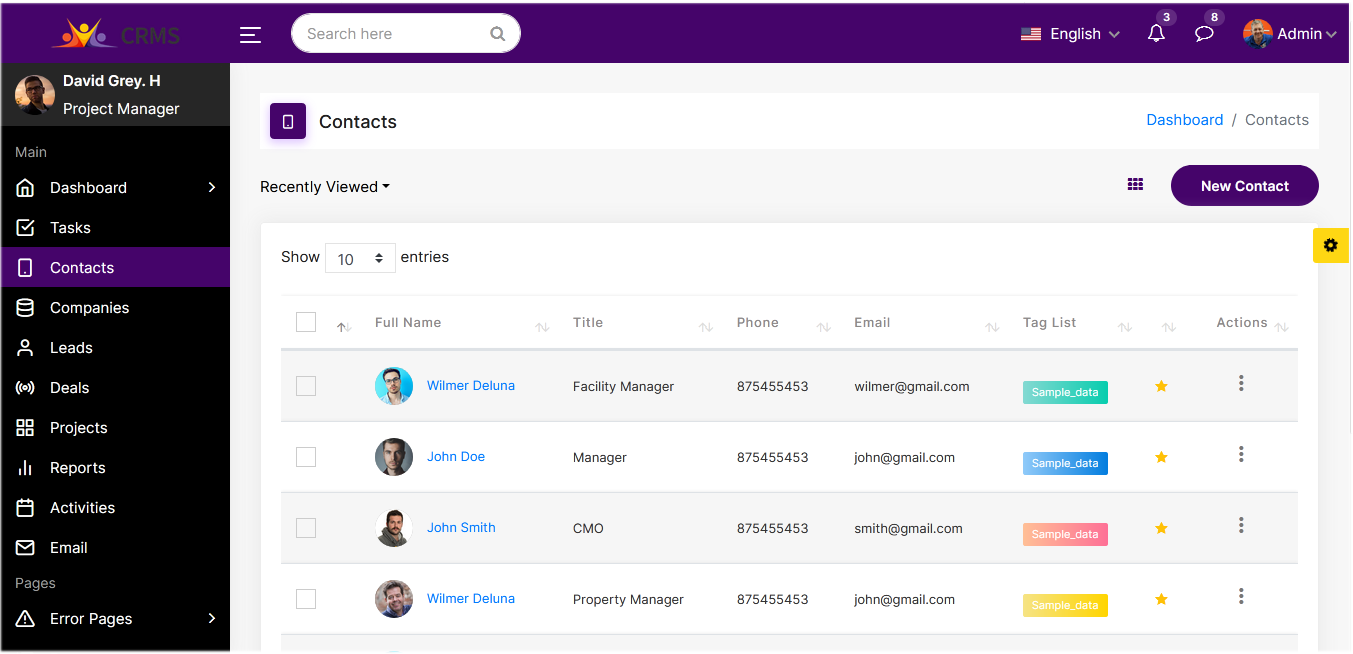 CRMS
Search here
English
3
8
Admin
David Grey. H
Project Manager
Main
Dashboard
Tasks
Contacts
Companies
Leads
Deals
Projects
Reports
Activities
Email
Pages
Error Pages
Contacts
Dashboard / Contacts
Recently Viewed
New Contact
Show 10 entries
Full Name Title Phone Email Tag List Actions
Wilmer Deluna Facility Manager 875455453 wilmer@gmail.com Sample_data
John Doe Manager 875455453 john@gmail.com Sample_data
John Smith CMO 875455453 smith@gmail.com Sample_data
Wilmer Deluna Property Manager 875455453 john@gmail.com Sample_data